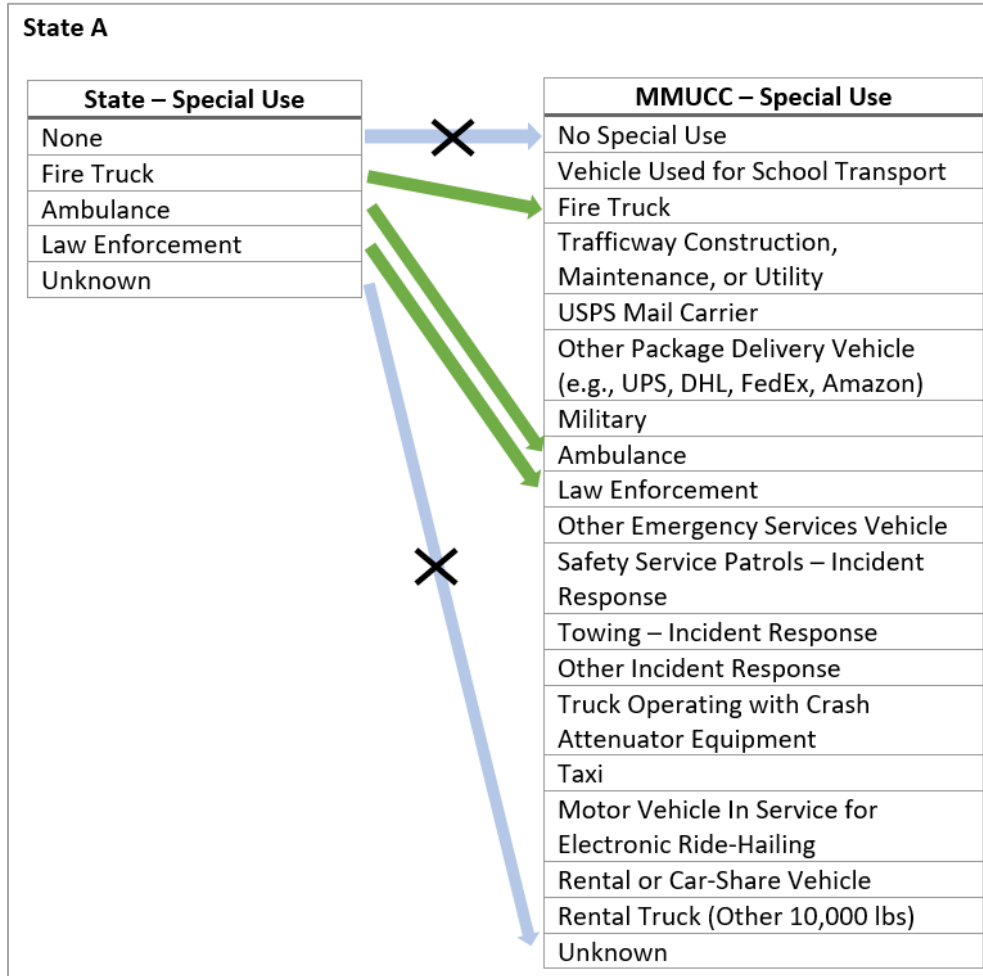 State A
State – Special Use
None
Fire Truck
Ambulance
Law Enforcement
Unknown
MMUCC – Special Use
No Special Use
Vehicle Used for School Transport
Fire Truck
Trafficway Construction,
Maintenance, or Utility
USPS Mail Carrier
Other Package Delivery Vehicle
(e.g., UPS, DHL, FedEx, Amazon)
Military
Ambulance
Law Enforcement
Other Emergency Services Vehicle
Safety Service Patrols – Incident
Response
Towing – Incident Response
Other Incident Response
Truck Operating with Crash
Attenuator Equipment
Taxi
Motor Vehicle In Service for
Electronic Ride-Hailing
Rental or Car-Share Vehicle
Rental Truck (Other 10,000 lbs)
Unknown